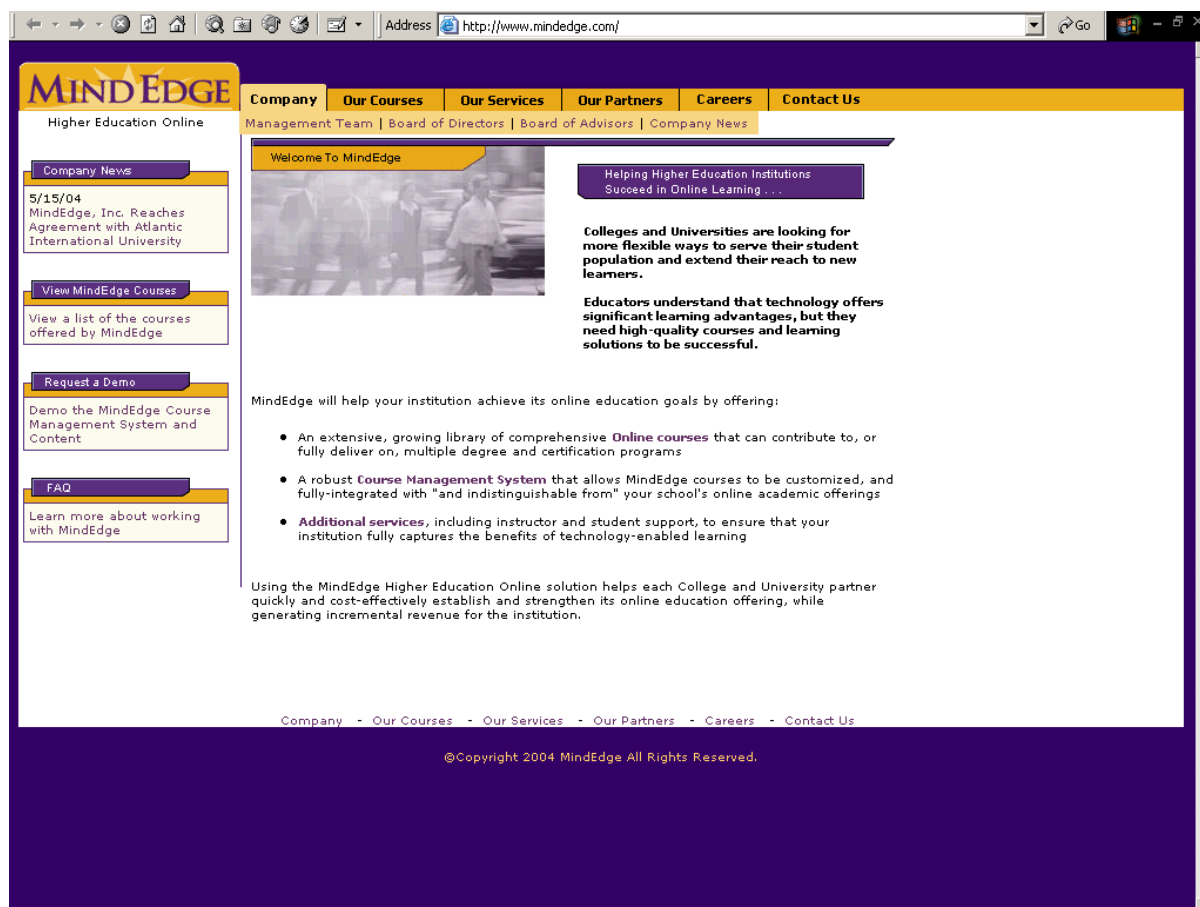 Address http://www.mindedge.com/ Go
MIND EDGE
Higher Education Online
Company Our Courses Our Services Our Partners Careers Contact Us
Management Team | Board of Directors | Board of Advisors | Company News
Company News
5/15/04
MindEdge, Inc. Reaches
Agreement with Atlantic
International University
View MindEdge Courses
View a list of the courses
offered by MindEdge
Request a Demo
Demo the MindEdge Course
Management System and
Content
FAQ
Learn more about working
with MindEdge
Welcome To MindEdge
Helping Higher Education Institutions
Succeed in Online Learning . . .
Colleges and Universities are looking for
more flexible ways to serve their student
population and extend their reach to new
learners.
Educators understand that technology offers
significant learning advantages, but they
need high-quality courses and learning
solutions to be successful.
MindEdge will help your institution achieve its online education goals by offering:
• An extensive, growing library of comprehensive Online courses that can contribute to, or
fully deliver on, multiple degree and certification programs
• A robust Course Management System that allows MindEdge courses to be customized, and
fully-integrated with "and indistinguishable from" your school's online academic offerings
• Additional services, including instructor and student support, to ensure that your
institution fully captures the benefits of technology-enabled learning
Using the MindEdge Higher Education Online solution helps each College and University partner
quickly and cost-effectively establish and strengthen its online education offering, while
generating incremental revenue for the institution.
Company - Our Courses - Our Services - Our Partners - Careers - Contact Us
©Copyright 2004 MindEdge All Rights Reserved.